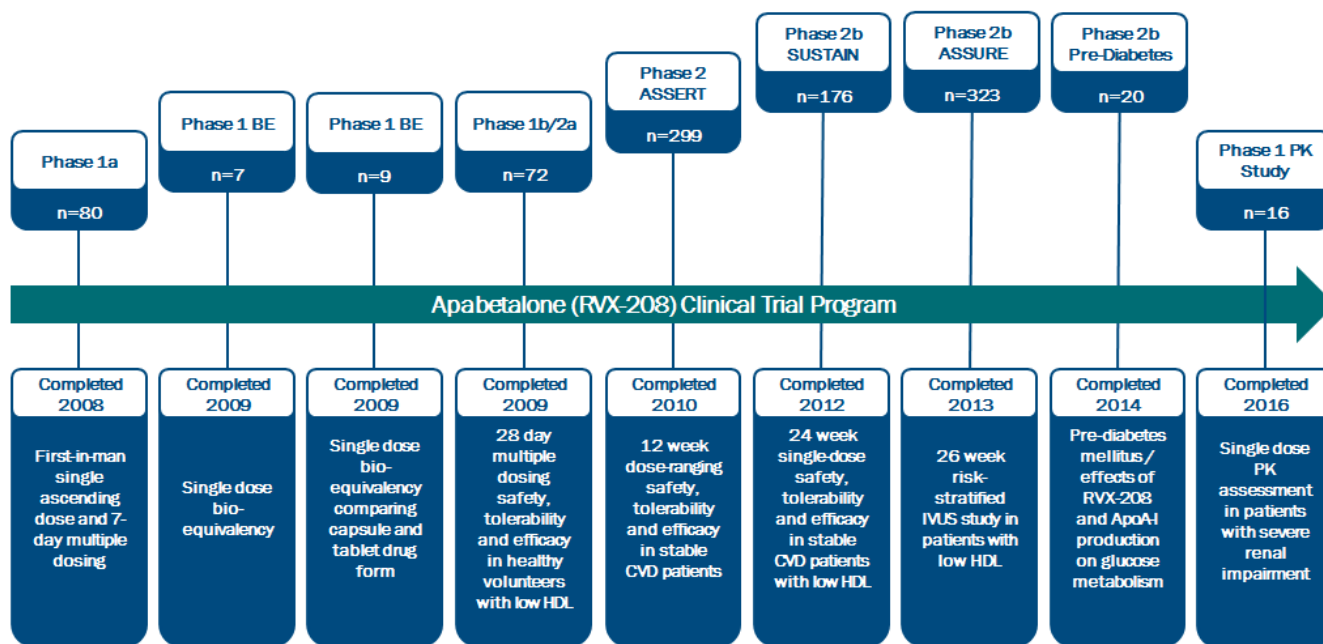 Phase 1a
n=80
Phase 1 BE
n=7
Phase 1 BE
n=9
Phase 1b/2a
n=72
Phase 2
ASSERT
n=299
Phase 2b
SUSTAIN
n=176
Phase 2b
ASSURE
n=323
Phase 2b
Pre-Diabetes
n=20
Phase 1 PK
Study
n=16
Apabetalone (RVX-208) Clinical Trial Program
Completed
2008
First-in-man
single
ascending
dose and 7-
day multiple
dosing
Completed
2009
Single dose
bio-
equivalency
Completed
2009
Single dose
bio-
equivalency
comparing
capsule and
tablet drug
form
Completed
2009
28 day
multiple
dosing
safety,
tolerability
and efficacy
in healthy
volunteers
with low HDL
Completed
2010
12 week
dose-ranging
safety,
tolerability
and efficacy
in stable
CVD patients
Completed
2012
24 week
single-dose
safety,
tolerability
and efficacy
in stable
CVD patients
with low HDL
Completed
2013
26 week
risk-
stratified
IVUS study in
patients with
low HDL
Completed
2014
Pre-diabetes
mellitus /
effects of
RVX-208
and ApoA-I
production
on glucose
metabolism
Completed
2016
Single dose
PK
assessment
in patients
with severe
renal
impairment